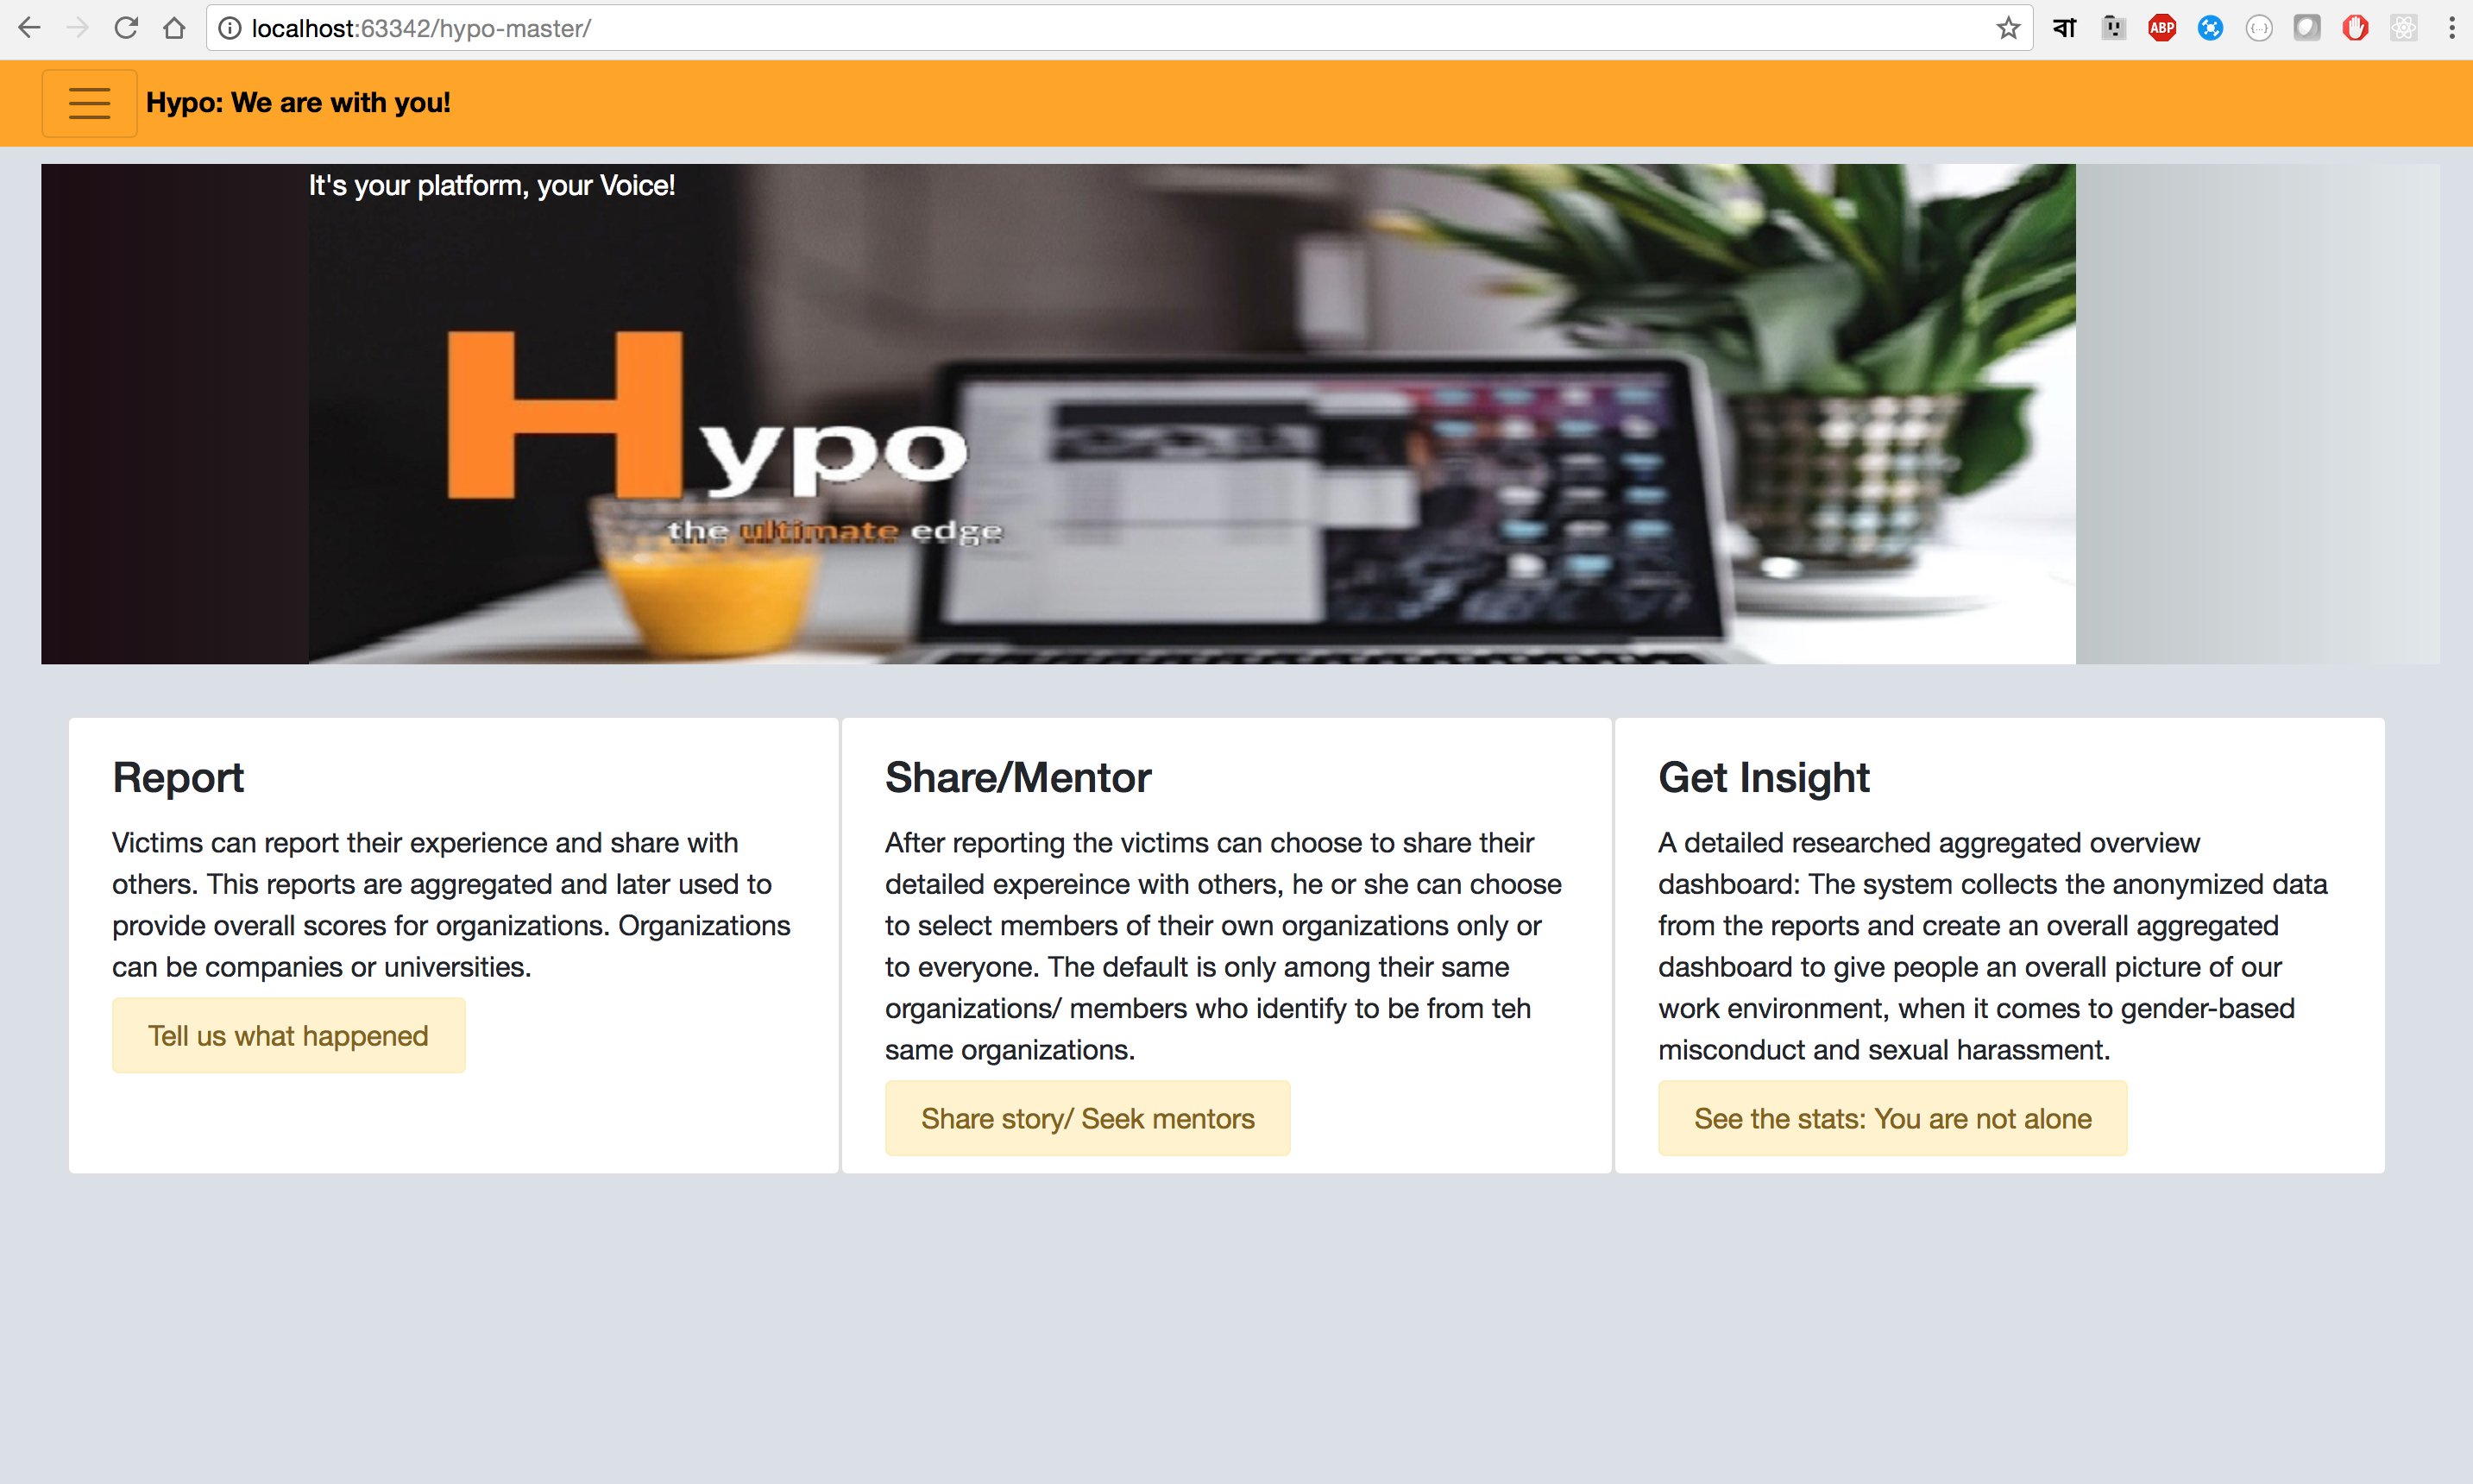 localhost:63342/hypo-master/
বা
ABP
{...}
Hypo: We are with you!
It's your platform, your Voice!
Hypo
the ultimate edge
Report
Victims can report their experience and share with
others. This reports are aggregated and later used to
provide overall scores for organizations. Organizations
can be companies or universities.
Tell us what happened
Share/Mentor
After reporting the victims can choose to share their
detailed expereince with others, he or she can choose
to select members of their own organizations only or
to everyone. The default is only among their same
organizations/ members who identify to be from teh
same organizations.
Share story/ Seek mentors
Get Insight
A detailed researched aggregated overview
dashboard: The system collects the anonymized data
from the reports and create an overall aggregated
dashboard to give people an overall picture of our
work environment, when it comes to gender-based
misconduct and sexual harassment.
See the stats: You are not alone